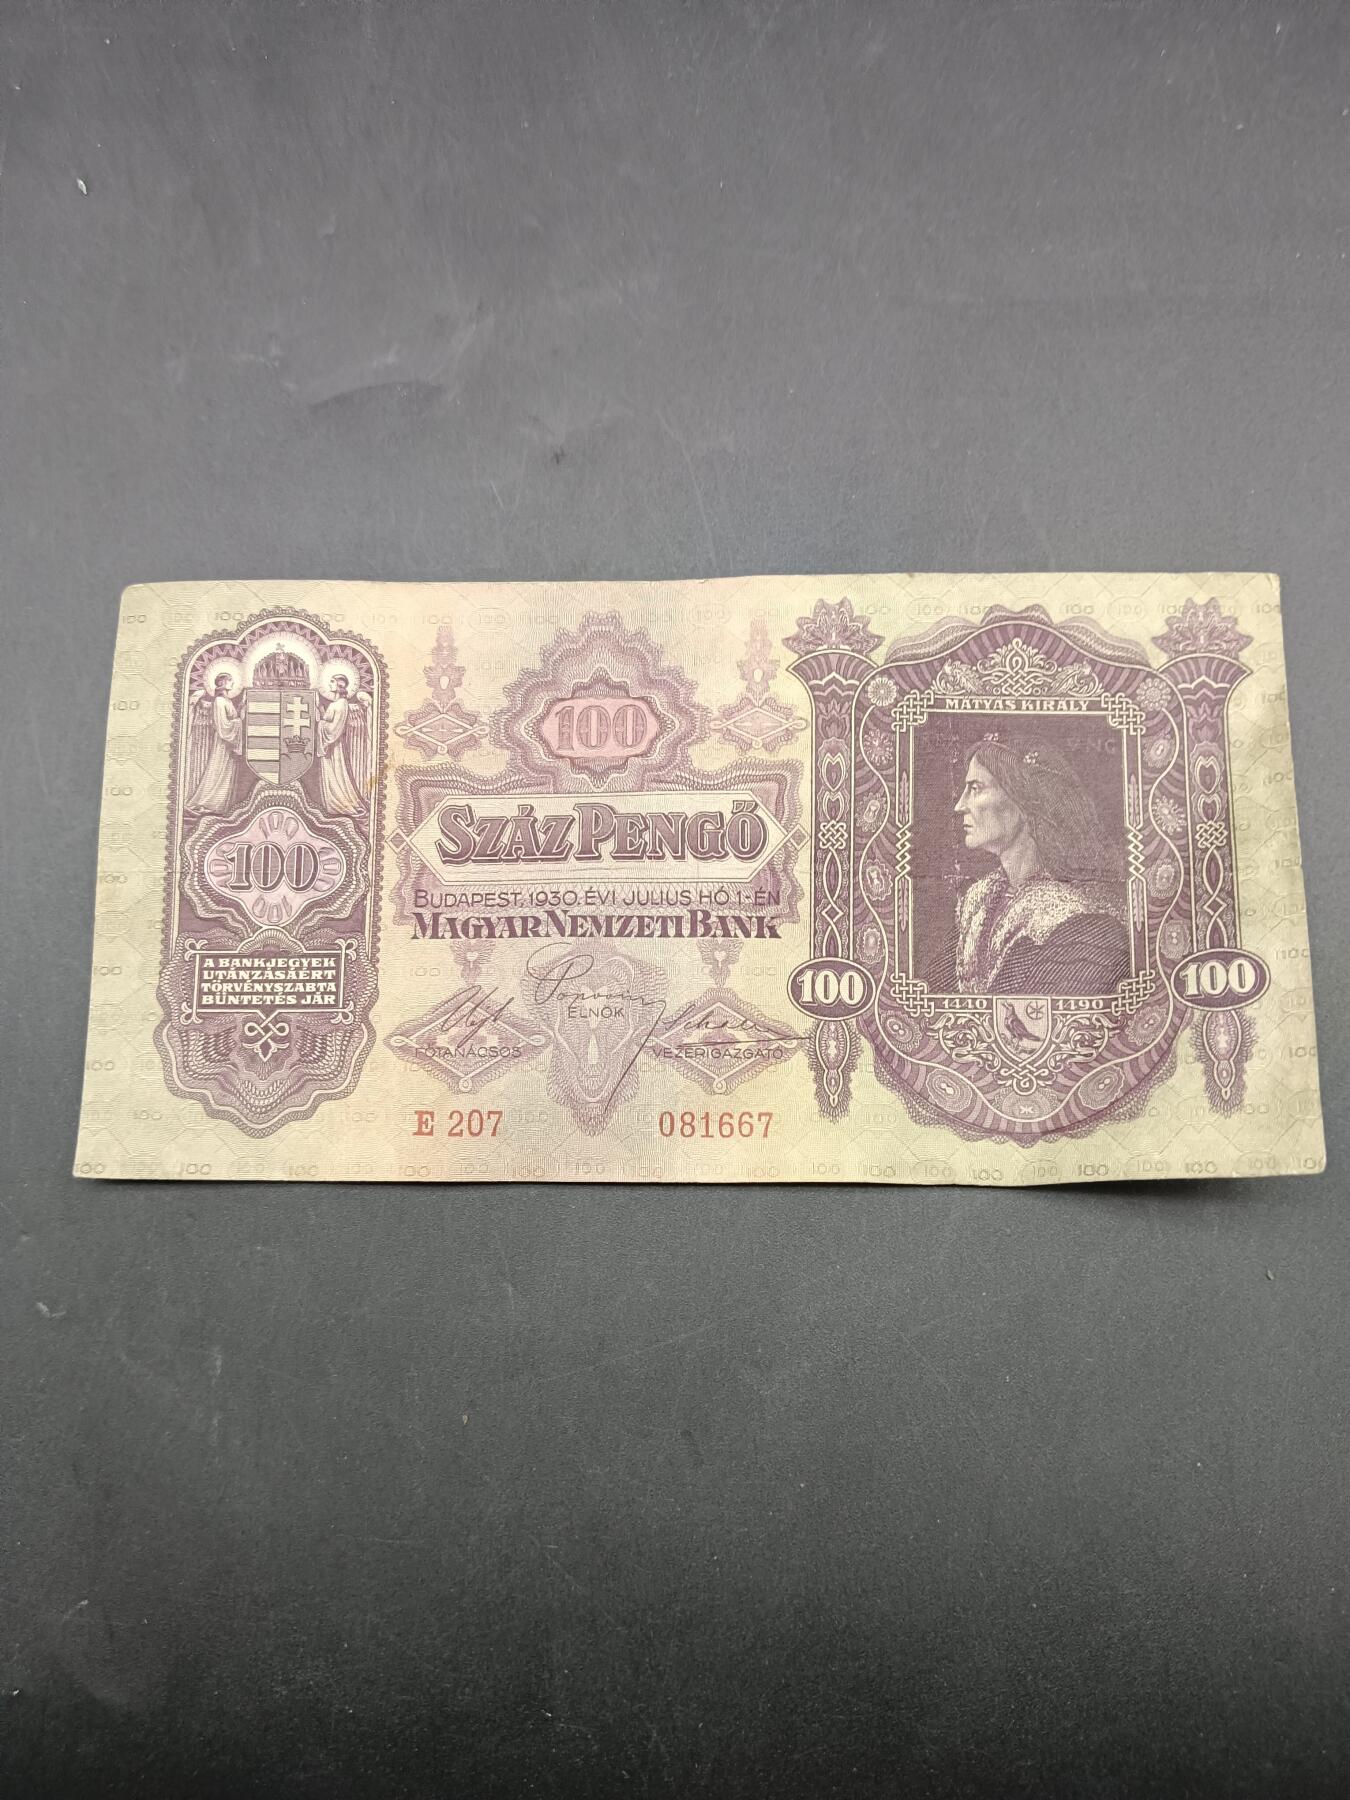 100
SZÁZ PENGŐ
BUDAPEST, 1930. ÉVI JULIUS HÓ 1-ÉN
MAGYAR NEMZETI BANK
100
A BANKJEGYEK
UTÁNZÁSÁÉRT
TÖRVÉNYSZABTA
BÜNTETÉS JÁR
FŐTANÁCSOS
ELNÖK
VEZÉRIGAZGATÓ
E 207
081667
MÁTYÁS KIRÁLY
100
100
1440
1490